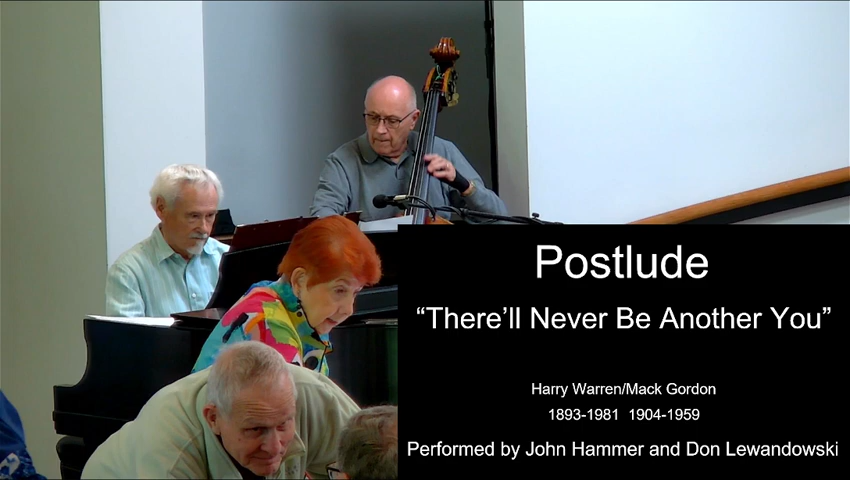 Postlude
“There’ll Never Be Another You”
Harry Warren/Mack Gordon
1893-1981  1904-1959
Performed by John Hammer and Don Lewandowski